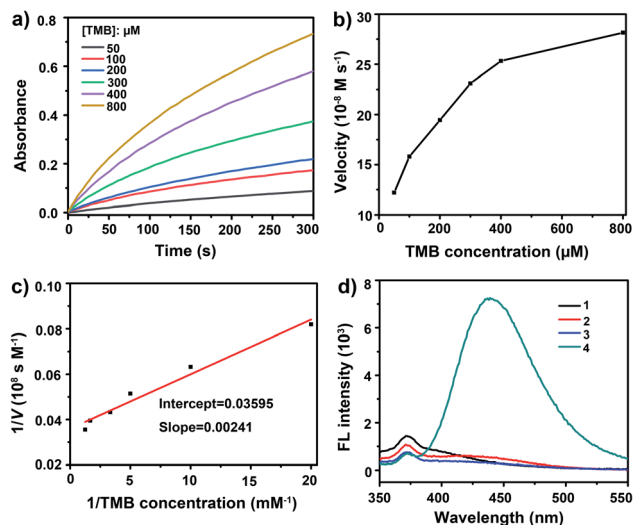 a)
[TMB]: μM
50
100
200
300
400
800
0.8
0.6
0.4
0.2
0.0
Absorbance
0 50 100 150 200 250 300
Time (s)
b)
30
25
20
15
10
Velocity (10⁻⁸ M s⁻¹)
0 200 400 600 800
TMB concentration (μM)
c)
0.10
0.08
0.06
0.04
0.02
1/V (10⁸ s M⁻¹)
Intercept=0.03595
Slope=0.00241
0 5 10 15 20
1/TMB concentration (mM⁻¹)
d)
1
2
3
4
8
6
4
2
0
FL intensity (10³)
350 400 450 500 550
Wavelength (nm)